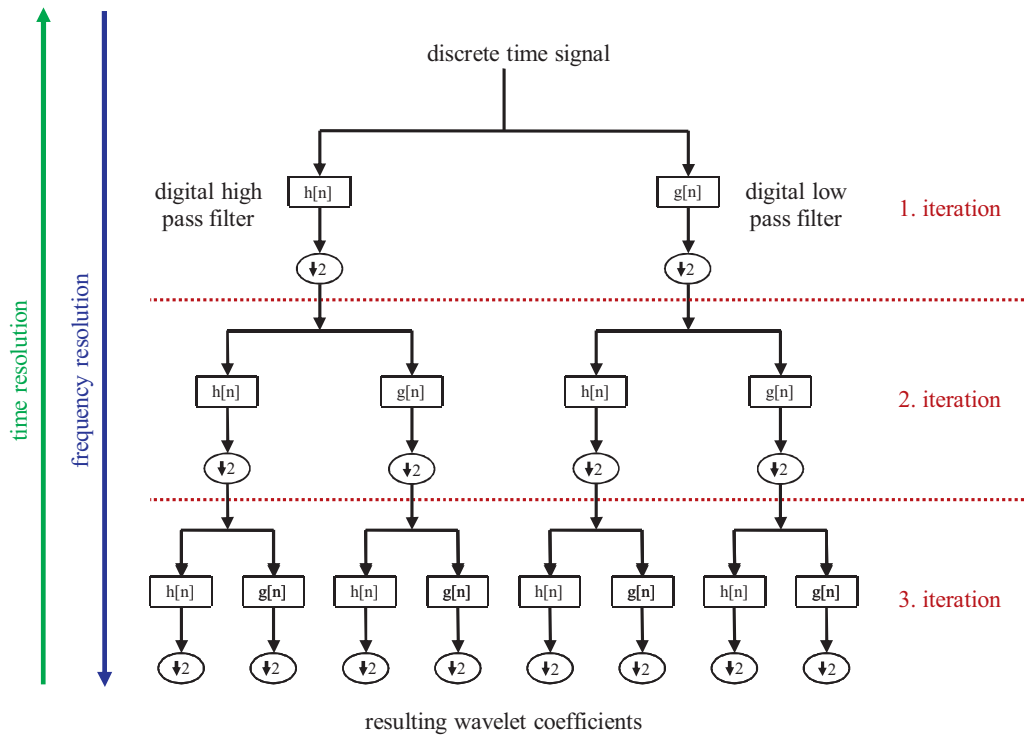 discrete time signal
digital high
pass filter
h[n]
g[n]
digital low
pass filter
1. iteration
↓2
↓2
time resolution
frequency resolution
h[n]
g[n]
h[n]
g[n]
2. iteration
↓2
↓2
↓2
↓2
h[n]
g[n]
h[n]
g[n]
h[n]
g[n]
h[n]
g[n]
3. iteration
↓2
↓2
↓2
↓2
↓2
↓2
↓2
↓2
resulting wavelet coefficients